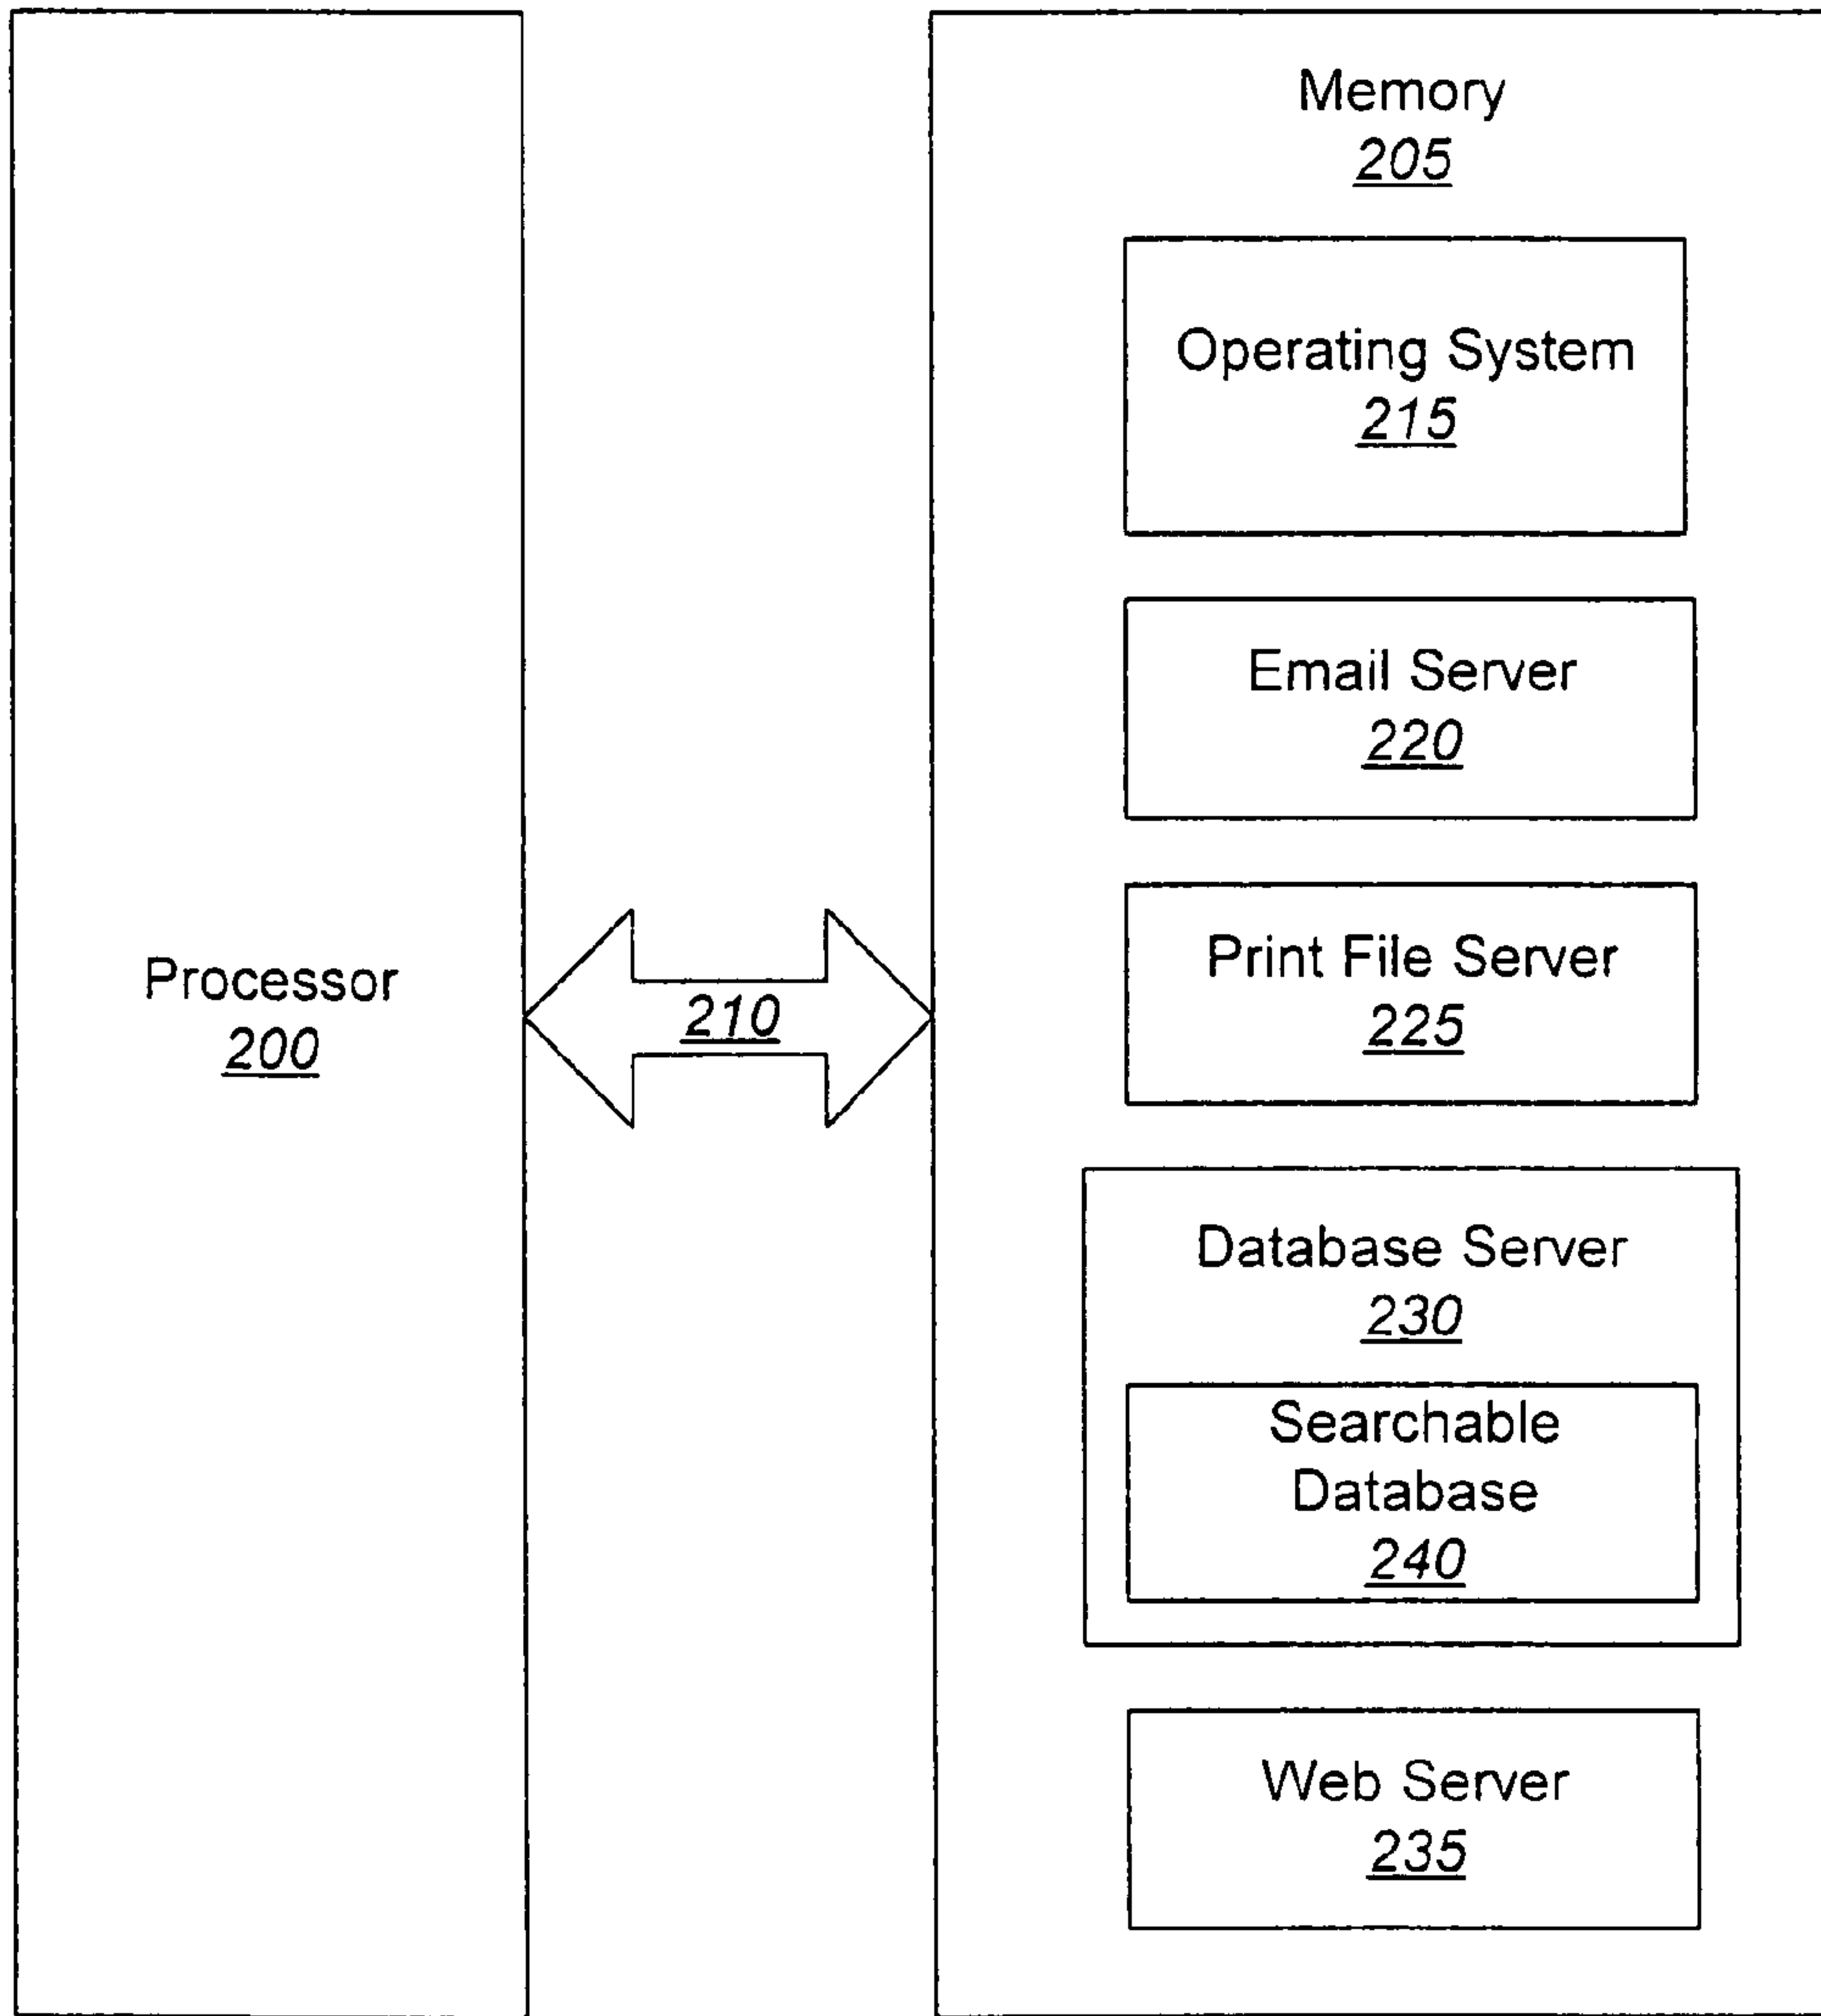 Processor
200
210
Memory
205
Operating System
215
Email Server
220
Print File Server
225
Database Server
230
Searchable
Database
240
Web Server
235